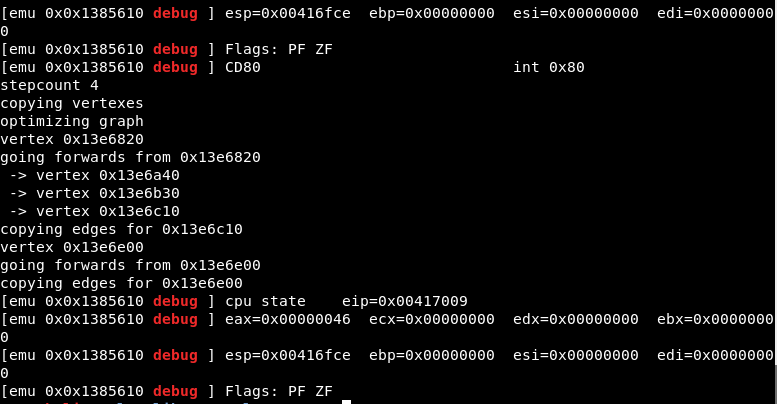 [emu 0x0x1385610 debug ] esp=0x00416fce  ebp=0x00000000  esi=0x00000000  edi=0x0000000
0
[emu 0x0x1385610 debug ] Flags: PF ZF
[emu 0x0x1385610 debug ] CD80                            int 0x80
stepcount 4
copying vertexes
optimizing graph
vertex 0x13e6820
going forwards from 0x13e6820
 -> vertex 0x13e6a40
 -> vertex 0x13e6b30
 -> vertex 0x13e6c10
copying edges for 0x13e6c10
vertex 0x13e6e00
going forwards from 0x13e6e00
copying edges for 0x13e6e00
[emu 0x0x1385610 debug ] cpu state    eip=0x00417009
[emu 0x0x1385610 debug ] eax=0x00000046  ecx=0x00000000  edx=0x00000000  ebx=0x0000000
0
[emu 0x0x1385610 debug ] esp=0x00416fce  ebp=0x00000000  esi=0x00000000  edi=0x0000000
0
[emu 0x0x1385610 debug ] Flags: PF ZF